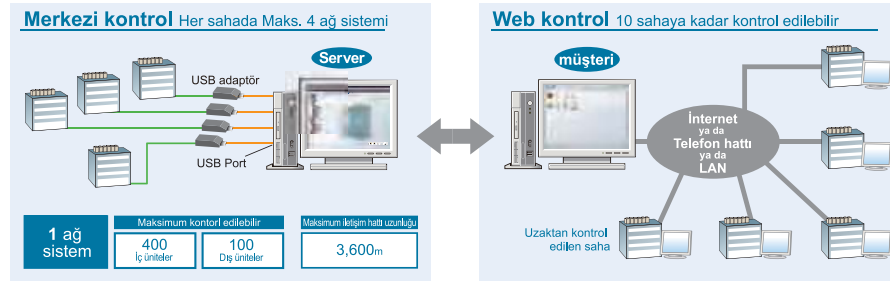 Merkezi kontrol Her sahada Maks. 4 ağ sistemi
Server
USB adaptör
USB Port
1 ağ
sistem
Maksimum kontorl edilebilir
400
İç üniteler
100
Dış üniteler
Maksimum iletişim hattı uzunluğu
3,600m
Web kontrol 10 sahaya kadar kontrol edilebilir
müşteri
İnternet
ya da
Telefon hattı
ya da
LAN
Uzaktan kontrol
edilen saha